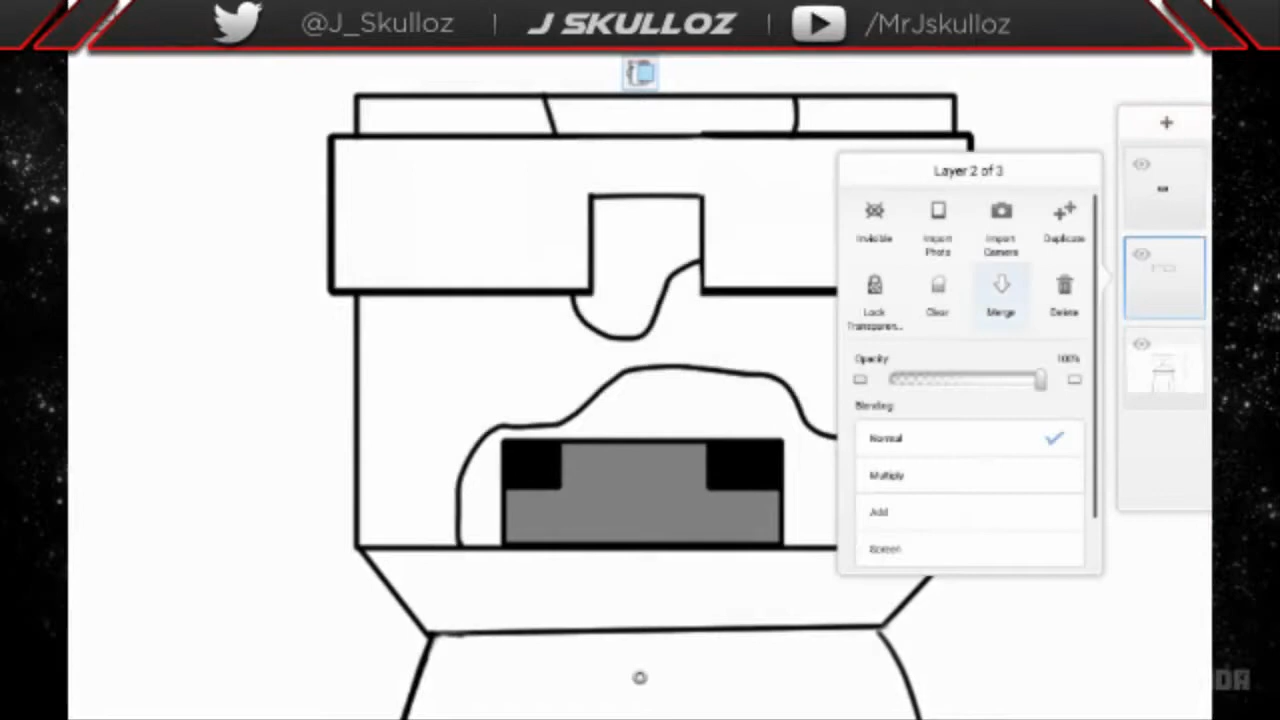 @J_Skulloz | J SKULLOZ | /MrJskulloz
Layer 2 of 3
Invisible Import Photo Import Camera Duplicate
Lock Transparen... Clear Merge Delete
Opacity 100%
Blending
Normal
Multiply
Add
Screen
DA